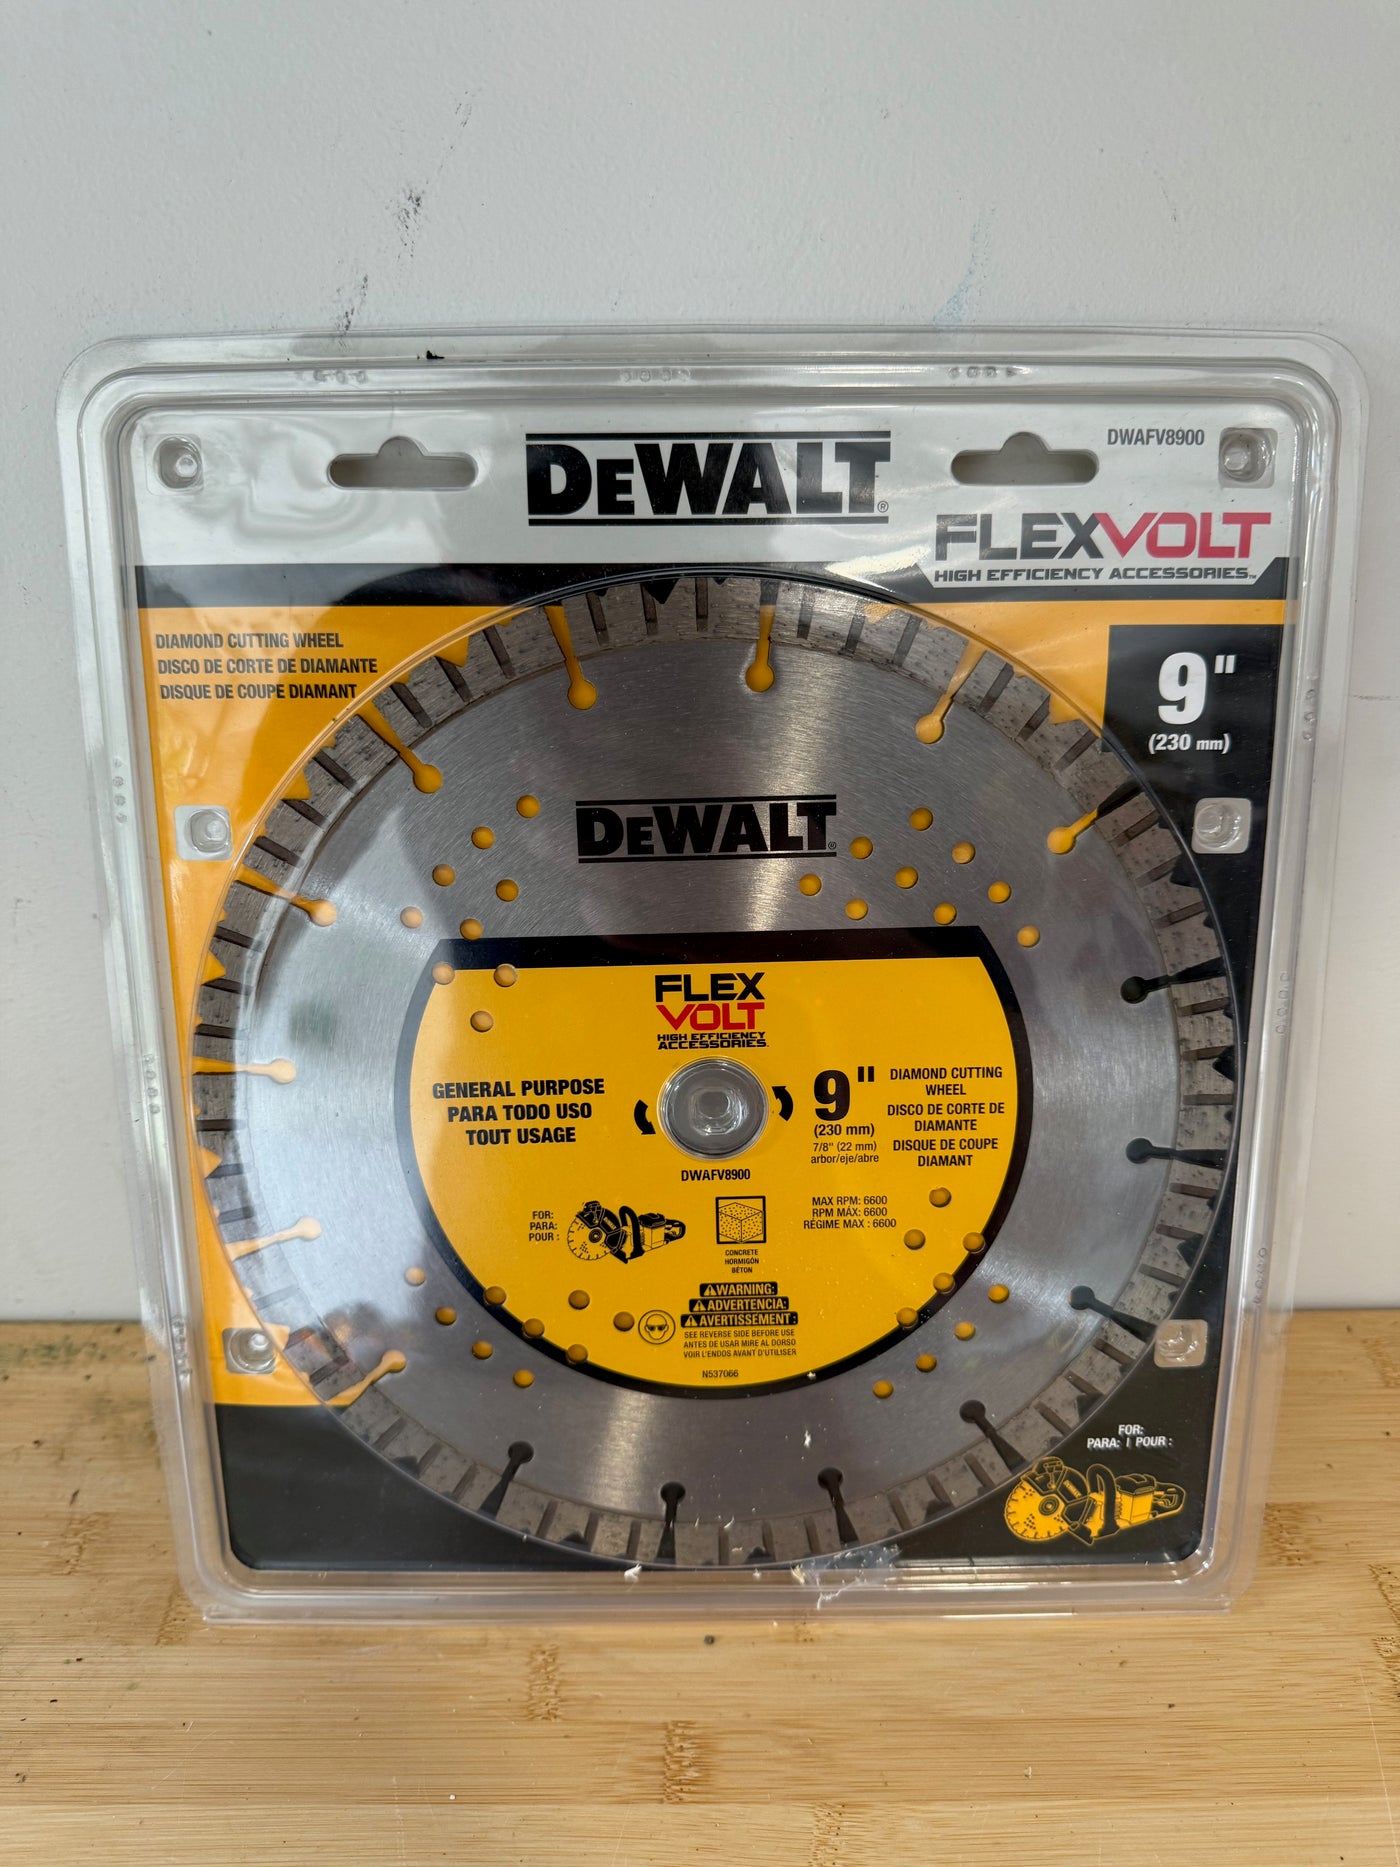 DEWALT®
DWAFV8900
FLEXVOLT
HIGH EFFICIENCY ACCESSORIES™
DIAMOND CUTTING WHEEL
DISCO DE CORTE DE DIAMANTE
DISQUE DE COUPE DIAMANT
9"
(230 mm)
DEWALT®
FLEX
VOLT
HIGH EFFICIENCY
ACCESSORIES
GENERAL PURPOSE
PARA TODO USO
TOUT USAGE
9"
(230 mm)
7/8" (22 mm)
arbor/eje/abre
DIAMOND CUTTING
WHEEL
DISCO DE CORTE DE
DIAMANTE
DISQUE DE COUPE
DIAMANT
DWAFV8900
FOR:
PARA:
POUR :
CONCRETE
HORMIGÓN
BÉTON
MAX RPM: 6600
RPM MÁX: 6600
RÉGIME MAX : 6600
WARNING:
ADVERTENCIA:
AVERTISSEMENT :
SEE REVERSE SIDE BEFORE USE
ANTES DE USAR MIRE AL DORSO
VOIR L'ENDOS AVANT D'UTILISER
N537066
FOR:
PARA: | POUR :